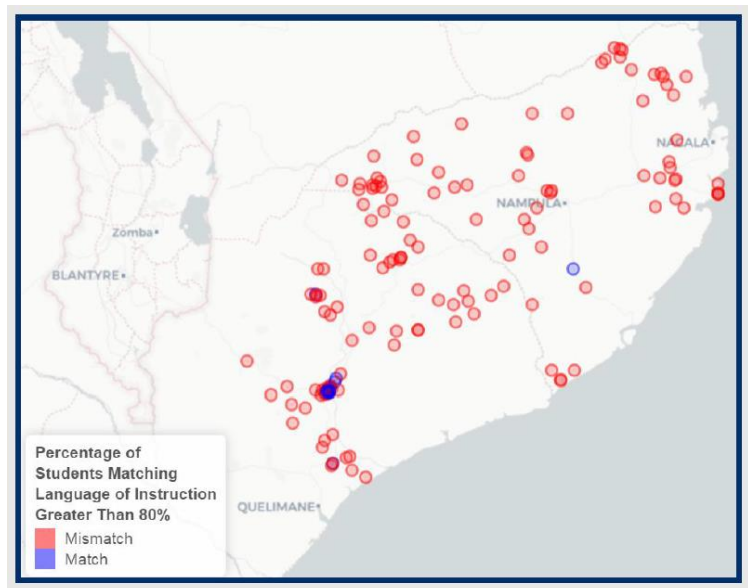 NACALA
NAMPULA
Zomba
BLANTYRE
QUELIMANE
Percentage of
Students Matching
Language of Instruction
Greater Than 80%
Mismatch
Match